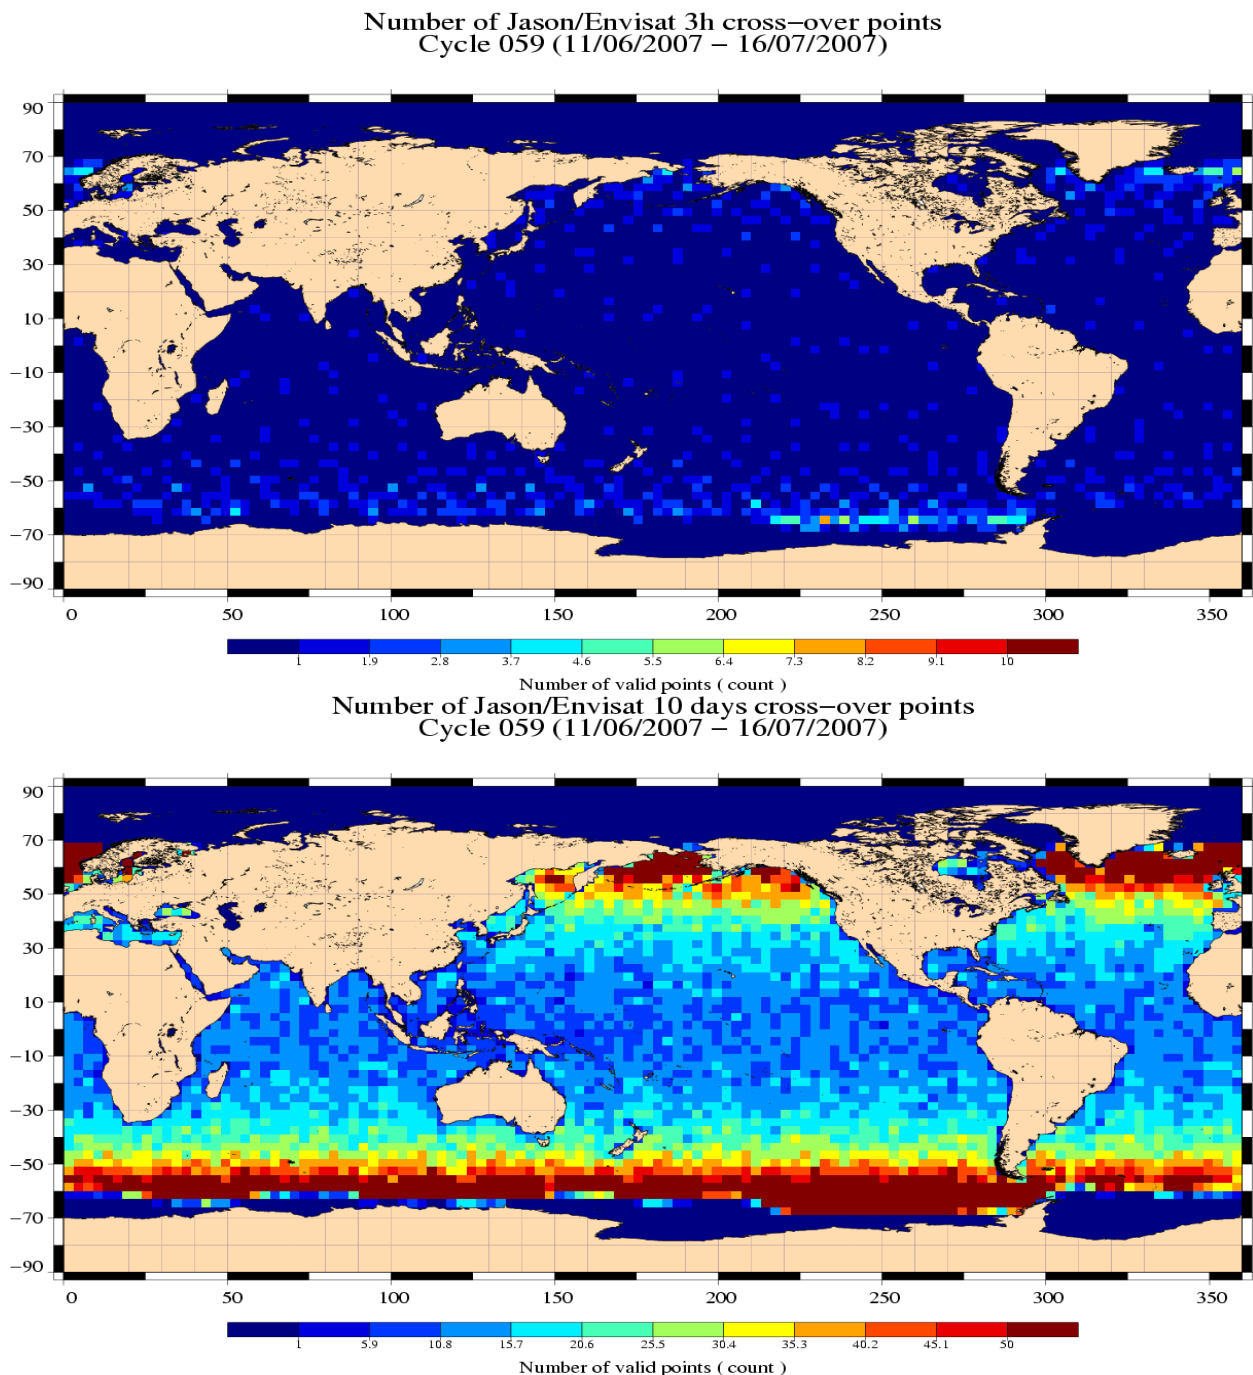 Number of Jason/Envisat 3h cross−over points
Cycle 059 (11/06/2007 − 16/07/2007)
90
70
50
30
10
−10
−30
−50
−70
−90
0 50 100 150 200 250 300 350
1 1.9 2.8 3.7 4.6 5.5 6.4 7.3 8.2 9.1 10
Number of valid points ( count )
Number of Jason/Envisat 10 days cross−over points
Cycle 059 (11/06/2007 − 16/07/2007)
90
70
50
30
10
−10
−30
−50
−70
−90
0 50 100 150 200 250 300 350
1 5.9 10.8 15.7 20.6 25.5 30.4 35.3 40.2 45.1 50
Number of valid points ( count )